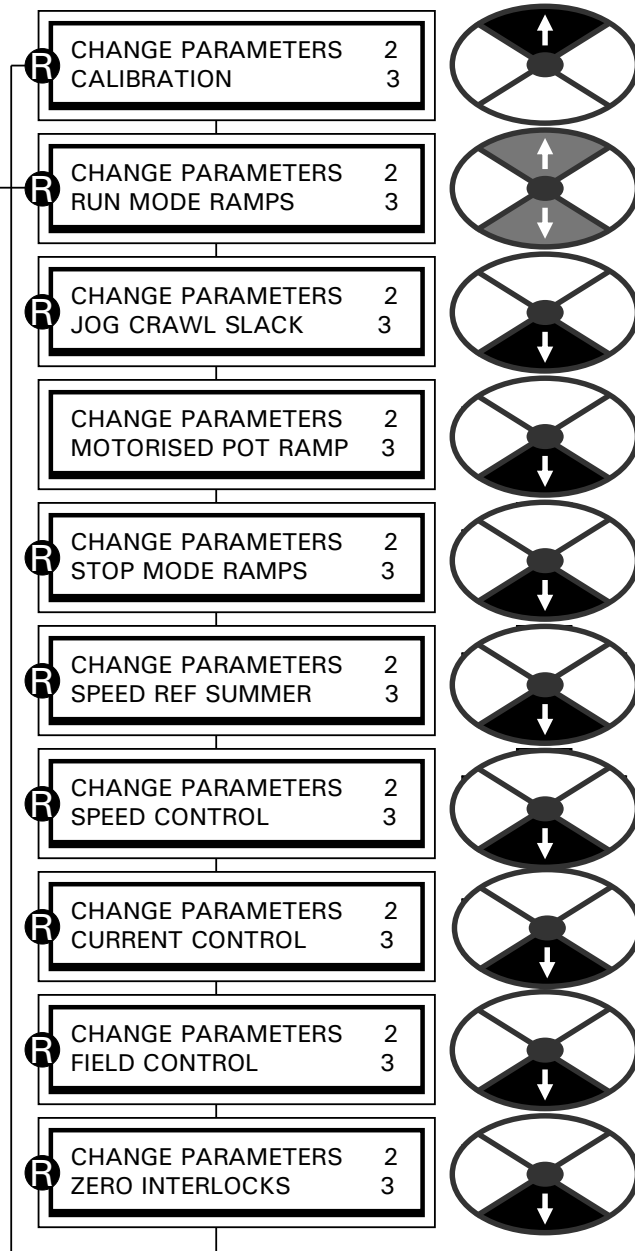 R CHANGE PARAMETERS 2
CALIBRATION 3
R CHANGE PARAMETERS 2
RUN MODE RAMPS 3
R CHANGE PARAMETERS 2
JOG CRAWL SLACK 3
CHANGE PARAMETERS 2
MOTORISED POT RAMP 3
R CHANGE PARAMETERS 2
STOP MODE RAMPS 3
R CHANGE PARAMETERS 2
SPEED REF SUMMER 3
R CHANGE PARAMETERS 2
SPEED CONTROL 3
R CHANGE PARAMETERS 2
CURRENT CONTROL 3
R CHANGE PARAMETERS 2
FIELD CONTROL 3
R CHANGE PARAMETERS 2
ZERO INTERLOCKS 3